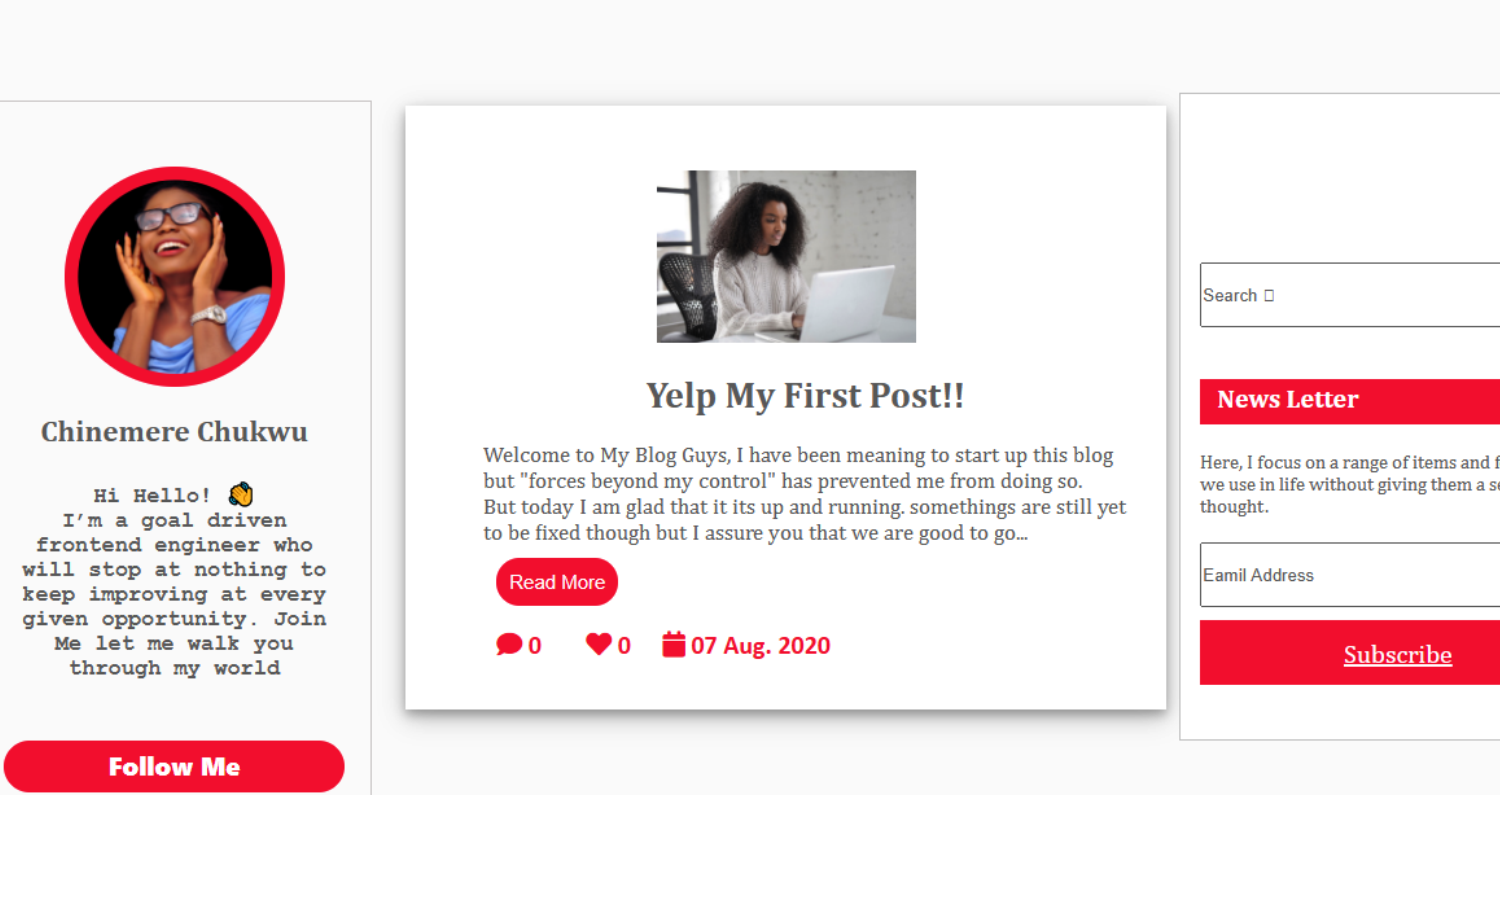 Chinemere Chukwu
Hi Hello! 👏
I’m a goal driven
frontend engineer who
will stop at nothing to
keep improving at every
given opportunity. Join
Me let me walk you
through my world
Follow Me
Yelp My First Post!!
Welcome to My Blog Guys, I have been meaning to start up this blog
but "forces beyond my control" has prevented me from doing so.
But today I am glad that it its up and running. somethings are still yet
to be fixed though but I assure you that we are good to go...
Read More
0 0 07 Aug. 2020
Search
News Letter
Here, I focus on a range of items and
we use in life without giving them a
thought.
Eamil Address
Subscribe